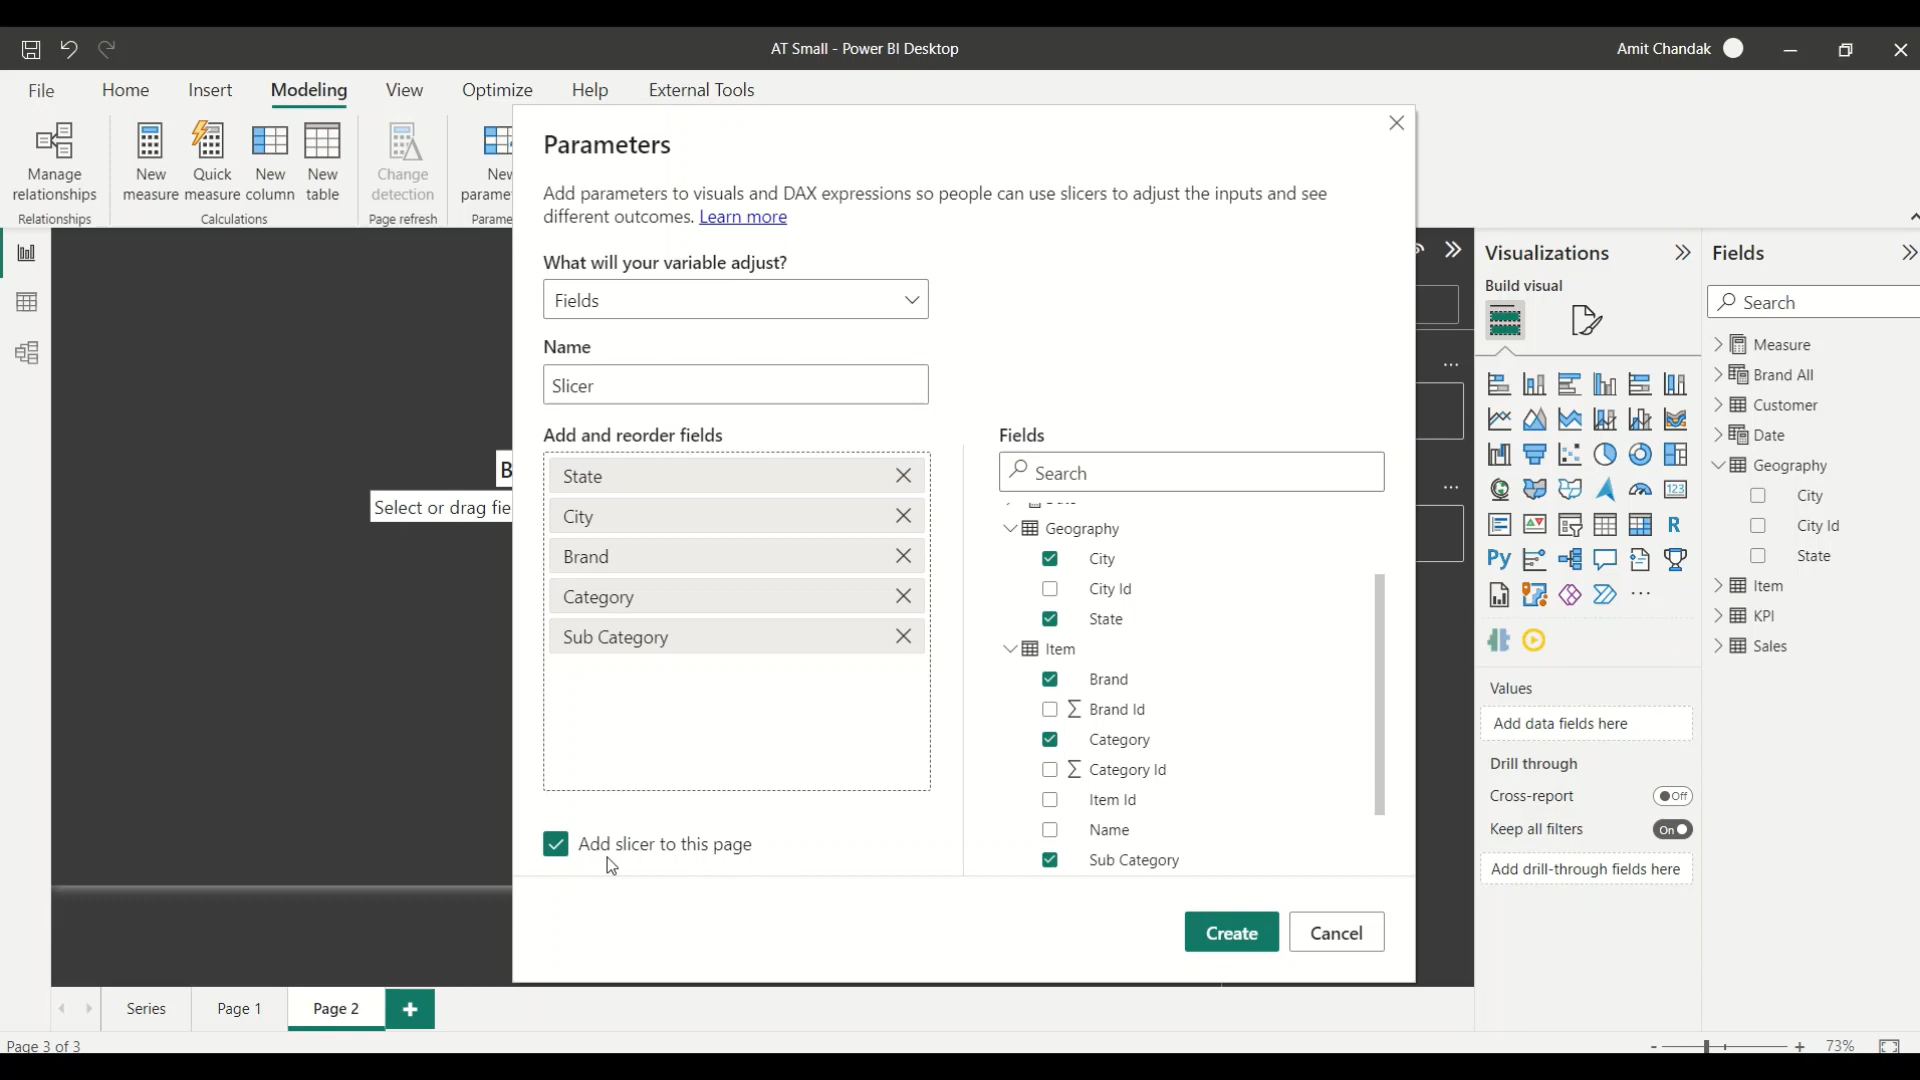 AT Small - Power BI Desktop
Amit Chandak
File
Home
Insert
Modeling
View
Optimize
Help
External Tools
Manage
relationships
New
measure
Quick
measure
New
column
New
table
Change
detection
Relationships
Calculations
Page refresh
Parameters
Add parameters to visuals and DAX expressions so people can use slicers to adjust the inputs and see
different outcomes. Learn more
What will your variable adjust?
Fields
Name
Slicer
Add and reorder fields
State
City
Brand
Category
Sub Category
Add slicer to this page
Fields
Search
Geography
City
City Id
State
Item
Brand
Brand Id
Category
Category Id
Item Id
Name
Sub Category
Create
Cancel
Select or drag fie
Visualizations
Build visual
R
Py
123
Values
Add data fields here
Drill through
Cross-report
Off
Keep all filters
On
Add drill-through fields here
Fields
Search
Measure
Brand All
Customer
Date
Geography
City
City Id
State
Item
KPI
Sales
Series
Page 1
Page 2
Page 3 of 3
- + 73%